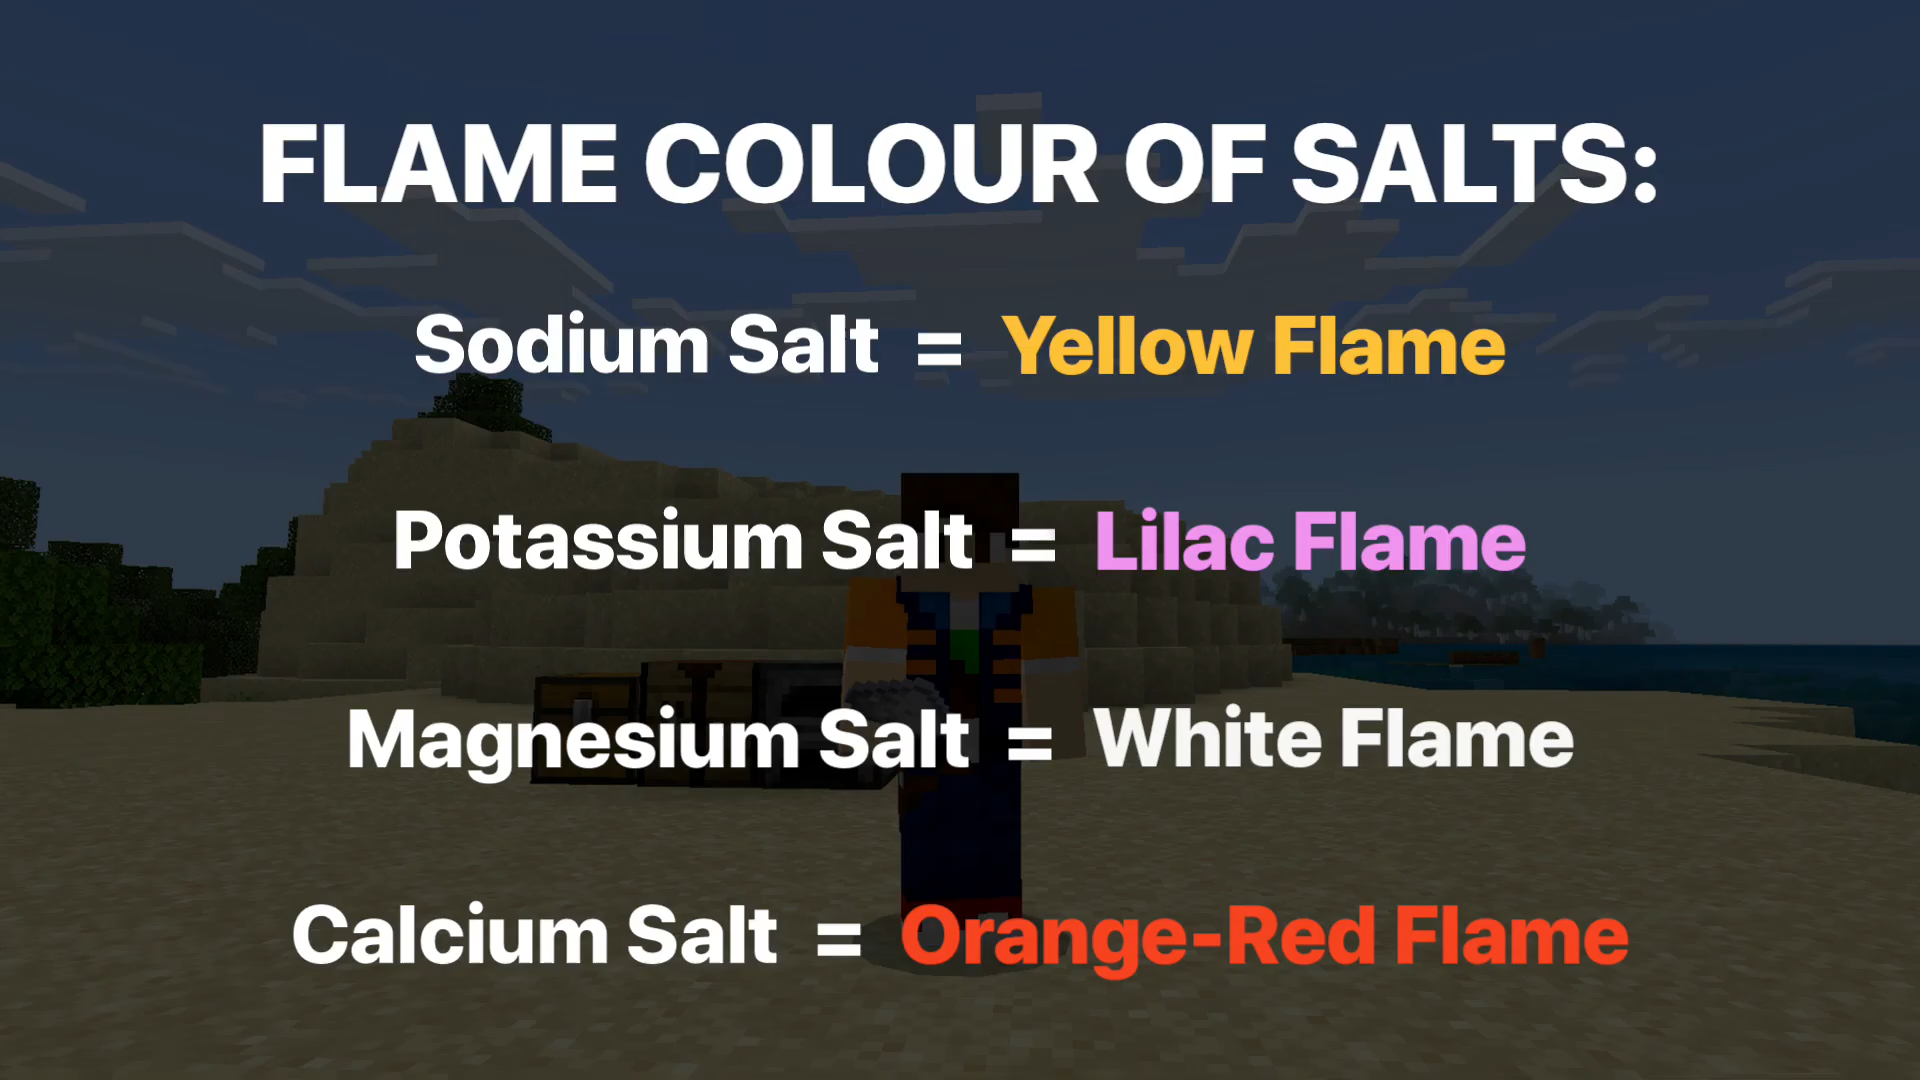 FLAME COLOUR OF SALTS:
Sodium Salt = Yellow Flame
Potassium Salt = Lilac Flame
Magnesium Salt = White Flame
Calcium Salt = Orange-Red Flame